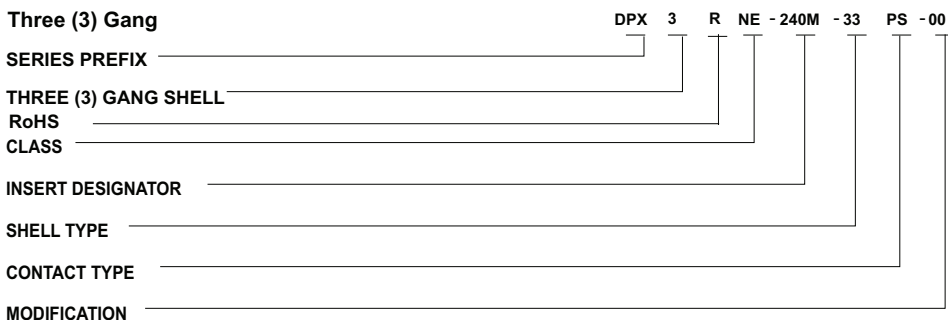 Three (3) Gang DPX 3 R NE - 240M - 33 PS - 00
SERIES PREFIX
THREE (3) GANG SHELL
RoHS
CLASS
INSERT DESIGNATOR
SHELL TYPE
CONTACT TYPE
MODIFICATION